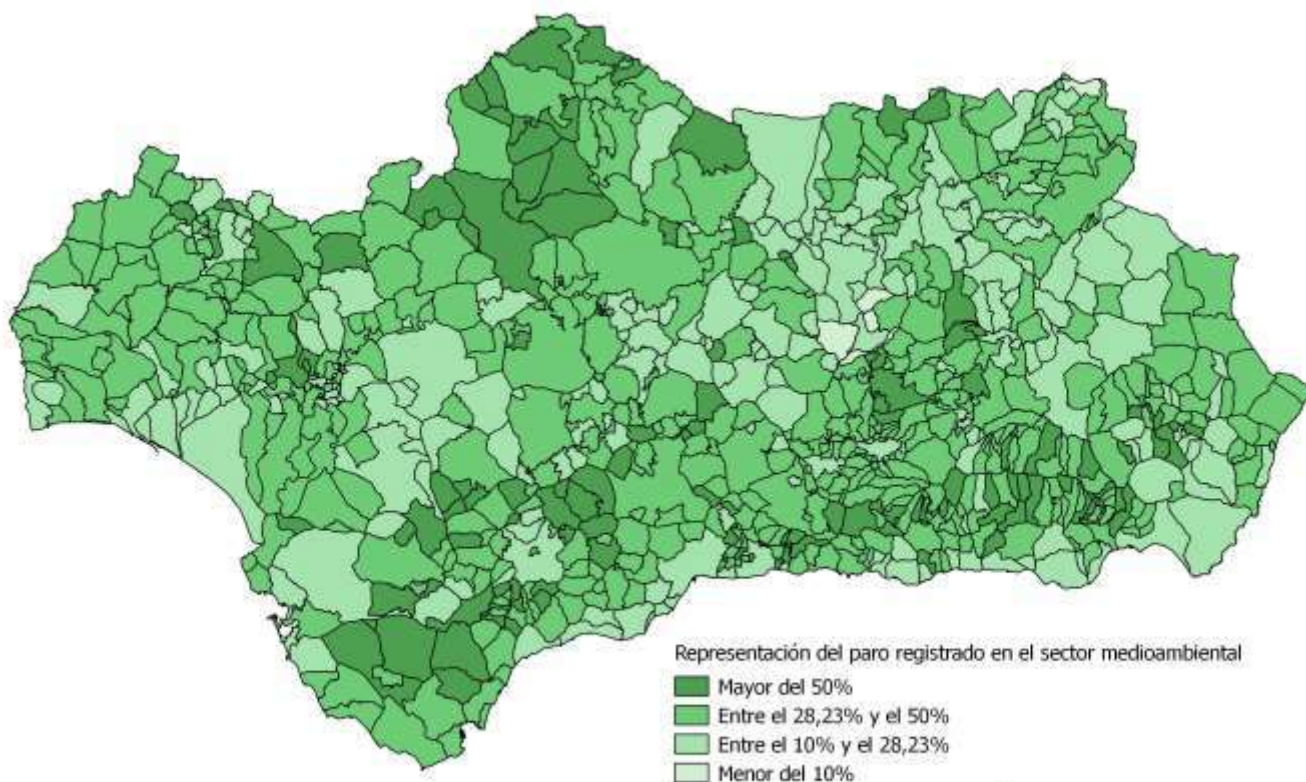 Representación del paro registrado en el sector medioambiental
Mayor del 50%
Entre el 28,23% y el 50%
Entre el 10% y el 28,23%
Menor del 10%